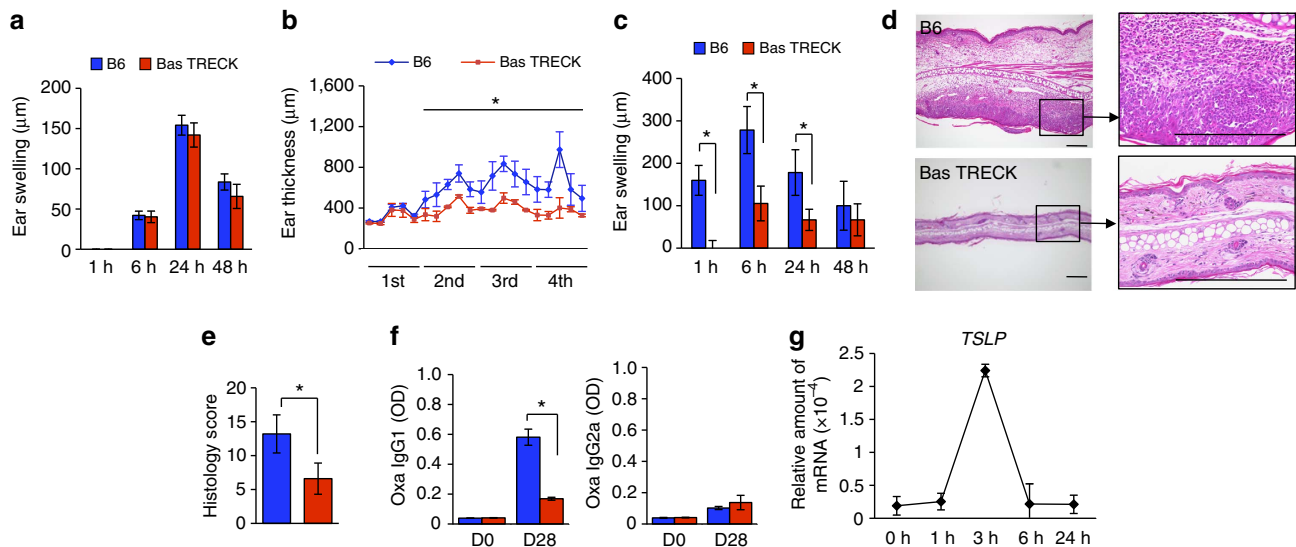 a
B6 Bas TRECK
Ear swelling (μm)
200
150
100
50
0
1 h 6 h 24 h 48 h
b
B6 Bas TRECK
*
Ear thickness (μm)
1,600
1,200
800
400
0
1st 2nd 3rd 4th
c
B6 Bas TRECK
Ear swelling (μm)
400
300
200
100
0
* * *
1 h 6 h 24 h 48 h
d
B6
Bas TRECK
e
Histology score
20
15
10
5
0
*
f
Oxa IgG1 (OD)
1.0
0.8
0.6
0.4
0.2
0
*
D0 D28
Oxa IgG2a (OD)
1.0
0.8
0.6
0.4
0.2
0
D0 D28
g
TSLP
Relative amount of
mRNA (×10⁻⁴)
2.5
2
1.5
1
0.5
0
0 h 1 h 3 h 6 h 24 h